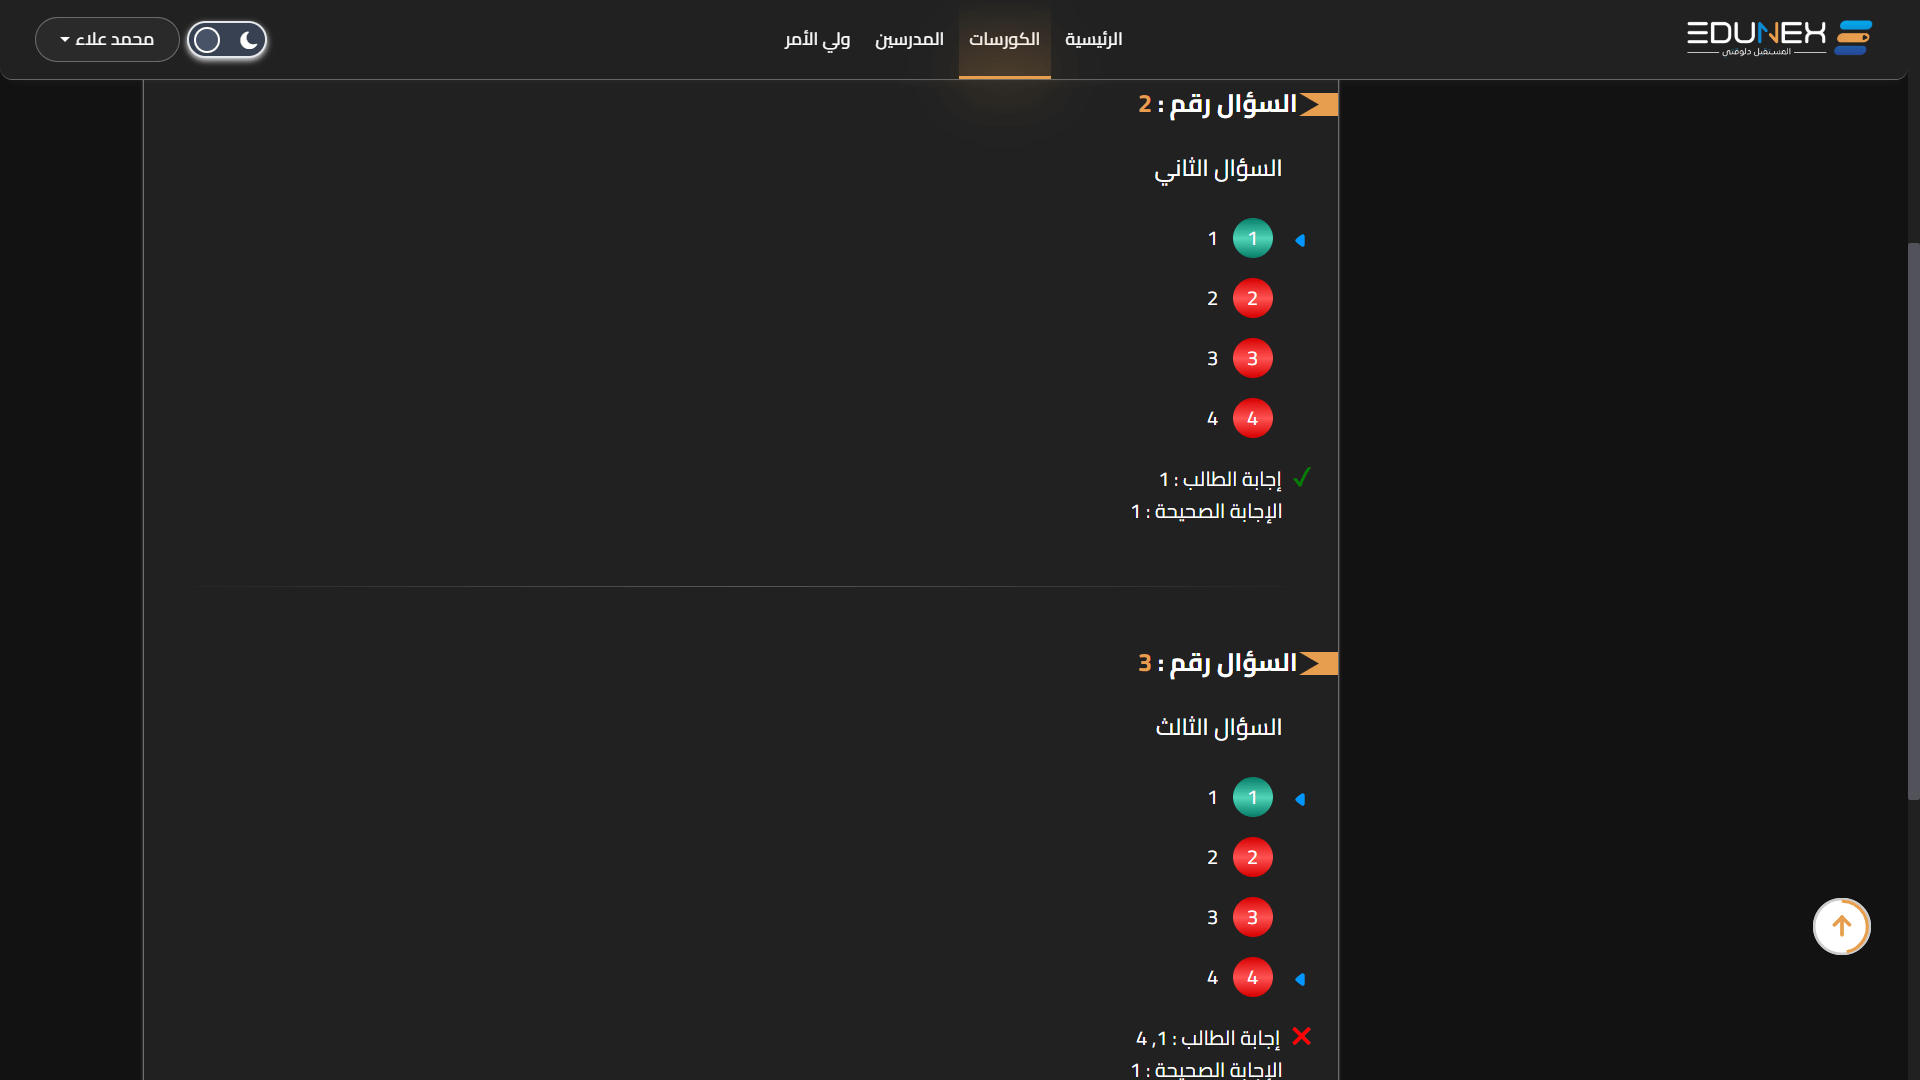 EDUNEX
المستقبل دلوقتي
الرئيسية
الكورسات
المدرسين
ولي الأمر
محمد علاء
السؤال رقم : 2
السؤال الثاني
1 1
2 2
3 3
4 4
إجابة الطالب : 1
الإجابة الصحيحة : 1
السؤال رقم : 3
السؤال الثالث
1 1
2 2
3 3
4 4
إجابة الطالب : 1, 4
الإجابة الصحيحة : 1